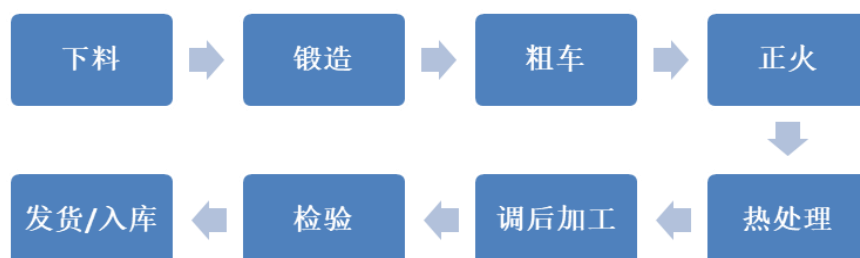 下料
锻造
粗车
正火
热处理
调后加工
检验
发货/入库